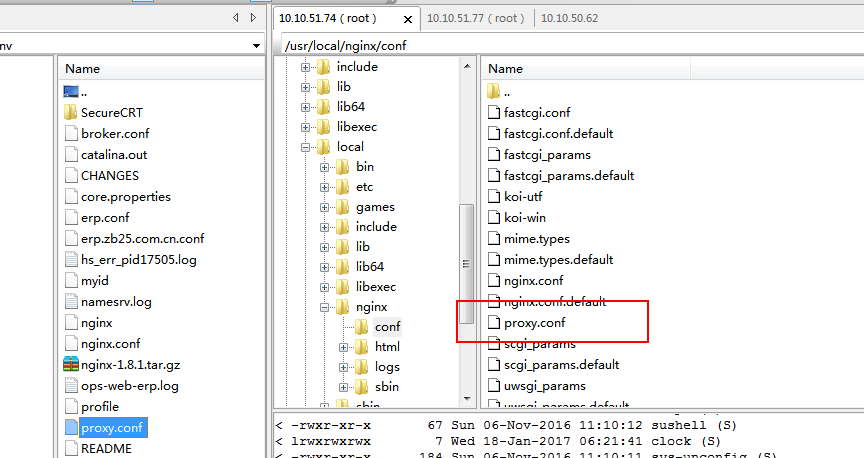 10.10.51.74 ( root )
10.10.51.77 ( root )
10.10.50.62
nv
/usr/local/nginx/conf
Name
..
SecureCRT
broker.conf
catalina.out
CHANGES
core.properties
erp.conf
erp.zb25.com.cn.conf
hs_err_pid17505.log
myid
namesrv.log
nginx
nginx.conf
nginx-1.8.1.tar.gz
ops-web-erp.log
profile
proxy.conf
README
include
lib
lib64
libexec
local
bin
etc
games
include
lib
lib64
libexec
nginx
conf
html
logs
sbin
sbin
Name
..
fastcgi.conf
fastcgi.conf.default
fastcgi_params
fastcgi_params.default
koi-utf
koi-win
mime.types
mime.types.default
nginx.conf
nginx.conf.default
proxy.conf
scgi_params
scgi_params.default
uwsgi_params
uwsgi_params.default
< -rwxr-xr-x 67 Sun 06-Nov-2016 11:10:12 sushell (S)
< lrwxrwxrwx 7 Wed 18-Jan-2017 06:21:41 clock (S)
< -rwxr-xr-x 184 Sun 06-Nov-2016 11:10:11 sys-unconfig (S)